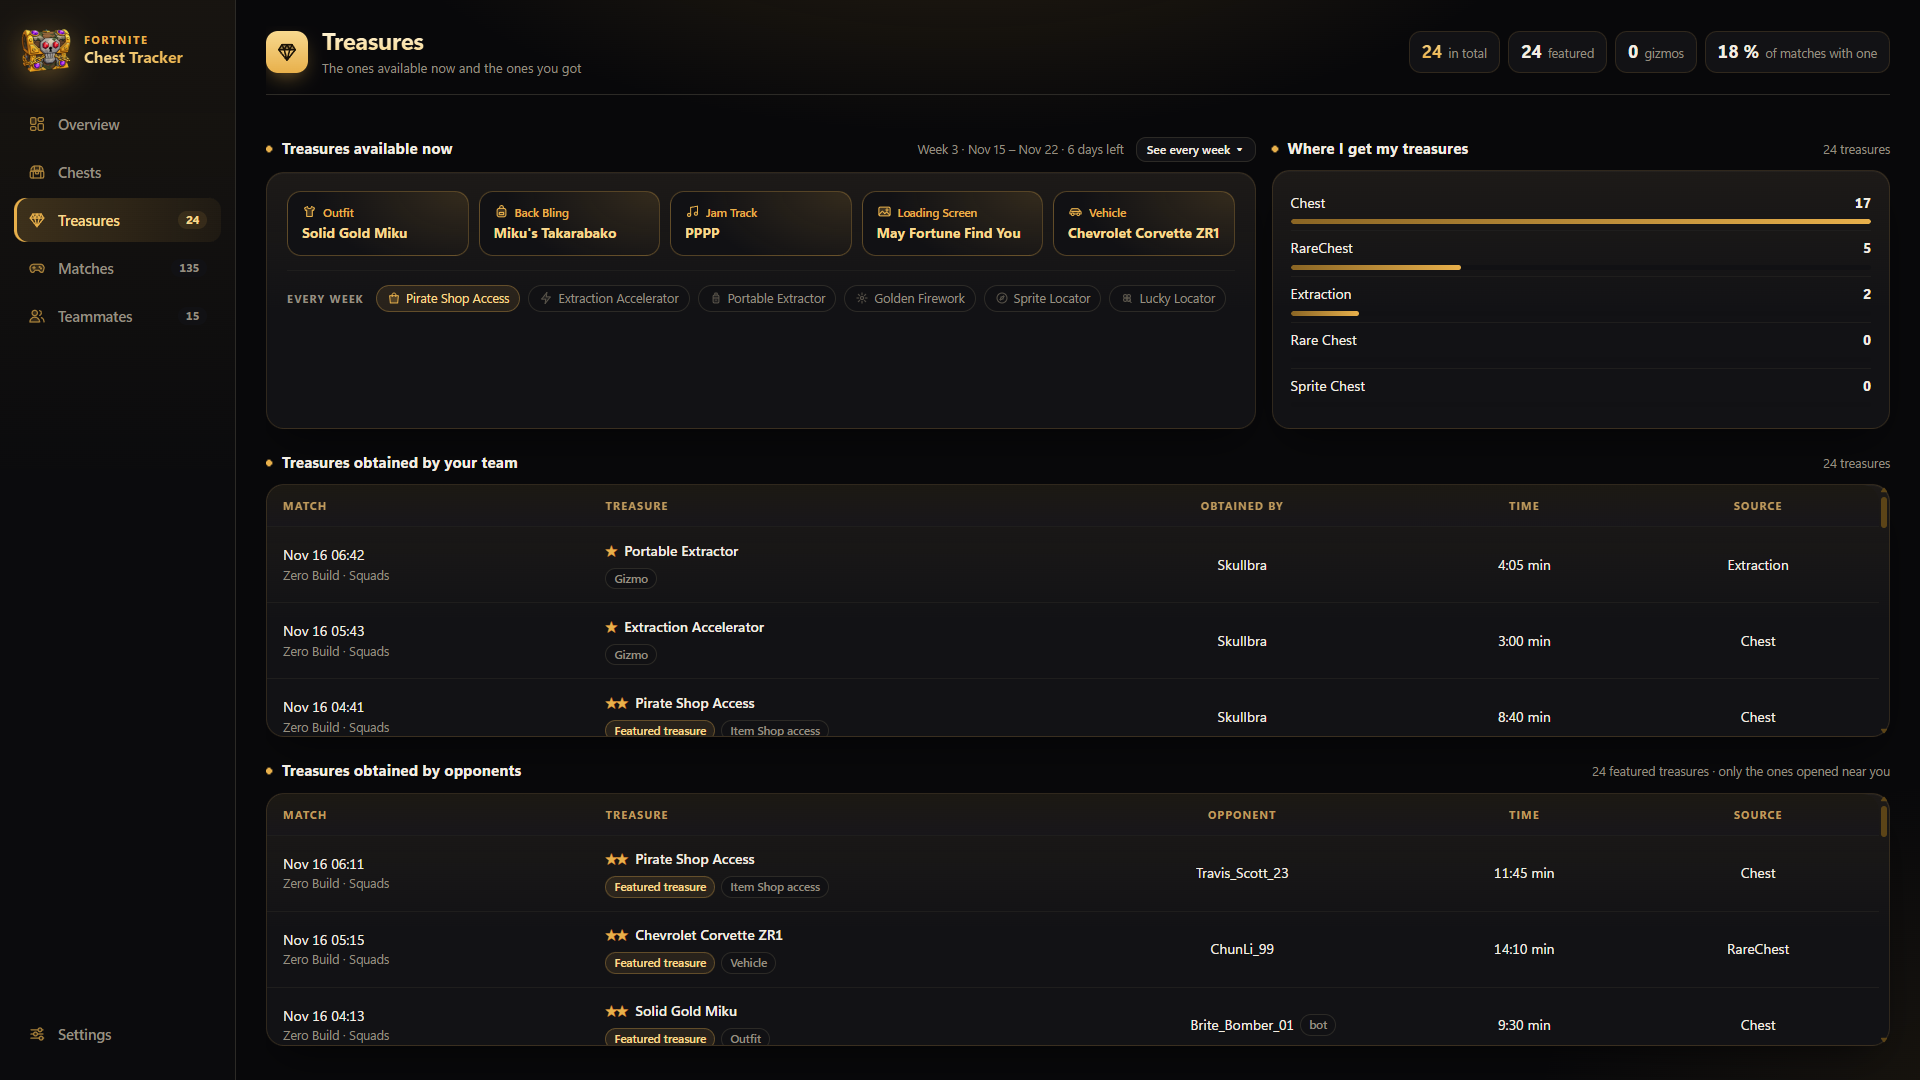 FORTNITE
Chest Tracker
Overview
Chests
Treasures 24
Matches 135
Teammates 15
Settings
Treasures
The ones available now and the ones you got
24 in total
24 featured
0 gizmos
18 % of matches with one
Treasures available now
Week 3 · Nov 15 – Nov 22 · 6 days left
See every week
Outfit
Solid Gold Miku
Back Bling
Miku's Takarabako
Jam Track
PPPP
Loading Screen
May Fortune Find You
Vehicle
Chevrolet Corvette ZR1
EVERY WEEK
Pirate Shop Access
Extraction Accelerator
Portable Extractor
Golden Firework
Sprite Locator
Lucky Locator
Where I get my treasures
24 treasures
Chest 17
RareChest 5
Extraction 2
Rare Chest 0
Sprite Chest 0
Treasures obtained by your team
24 treasures
MATCH TREASURE OBTAINED BY TIME SOURCE
Nov 16 06:42
Zero Build · Squads
Portable Extractor
Gizmo
Skullbra
4:05 min
Extraction
Nov 16 05:43
Zero Build · Squads
Extraction Accelerator
Gizmo
Skullbra
3:00 min
Chest
Nov 16 04:41
Zero Build · Squads
Pirate Shop Access
Featured treasure
Item Shop access
Skullbra
8:40 min
Chest
Treasures obtained by opponents
24 featured treasures · only the ones opened near you
MATCH TREASURE OPPONENT TIME SOURCE
Nov 16 06:11
Zero Build · Squads
Pirate Shop Access
Featured treasure
Item Shop access
Travis_Scott_23
11:45 min
Chest
Nov 16 05:15
Zero Build · Squads
Chevrolet Corvette ZR1
Featured treasure
Vehicle
ChunLi_99
14:10 min
RareChest
Nov 16 04:13
Zero Build · Squads
Solid Gold Miku
Featured treasure
Outfit
Brite_Bomber_01 bot
9:30 min
Chest